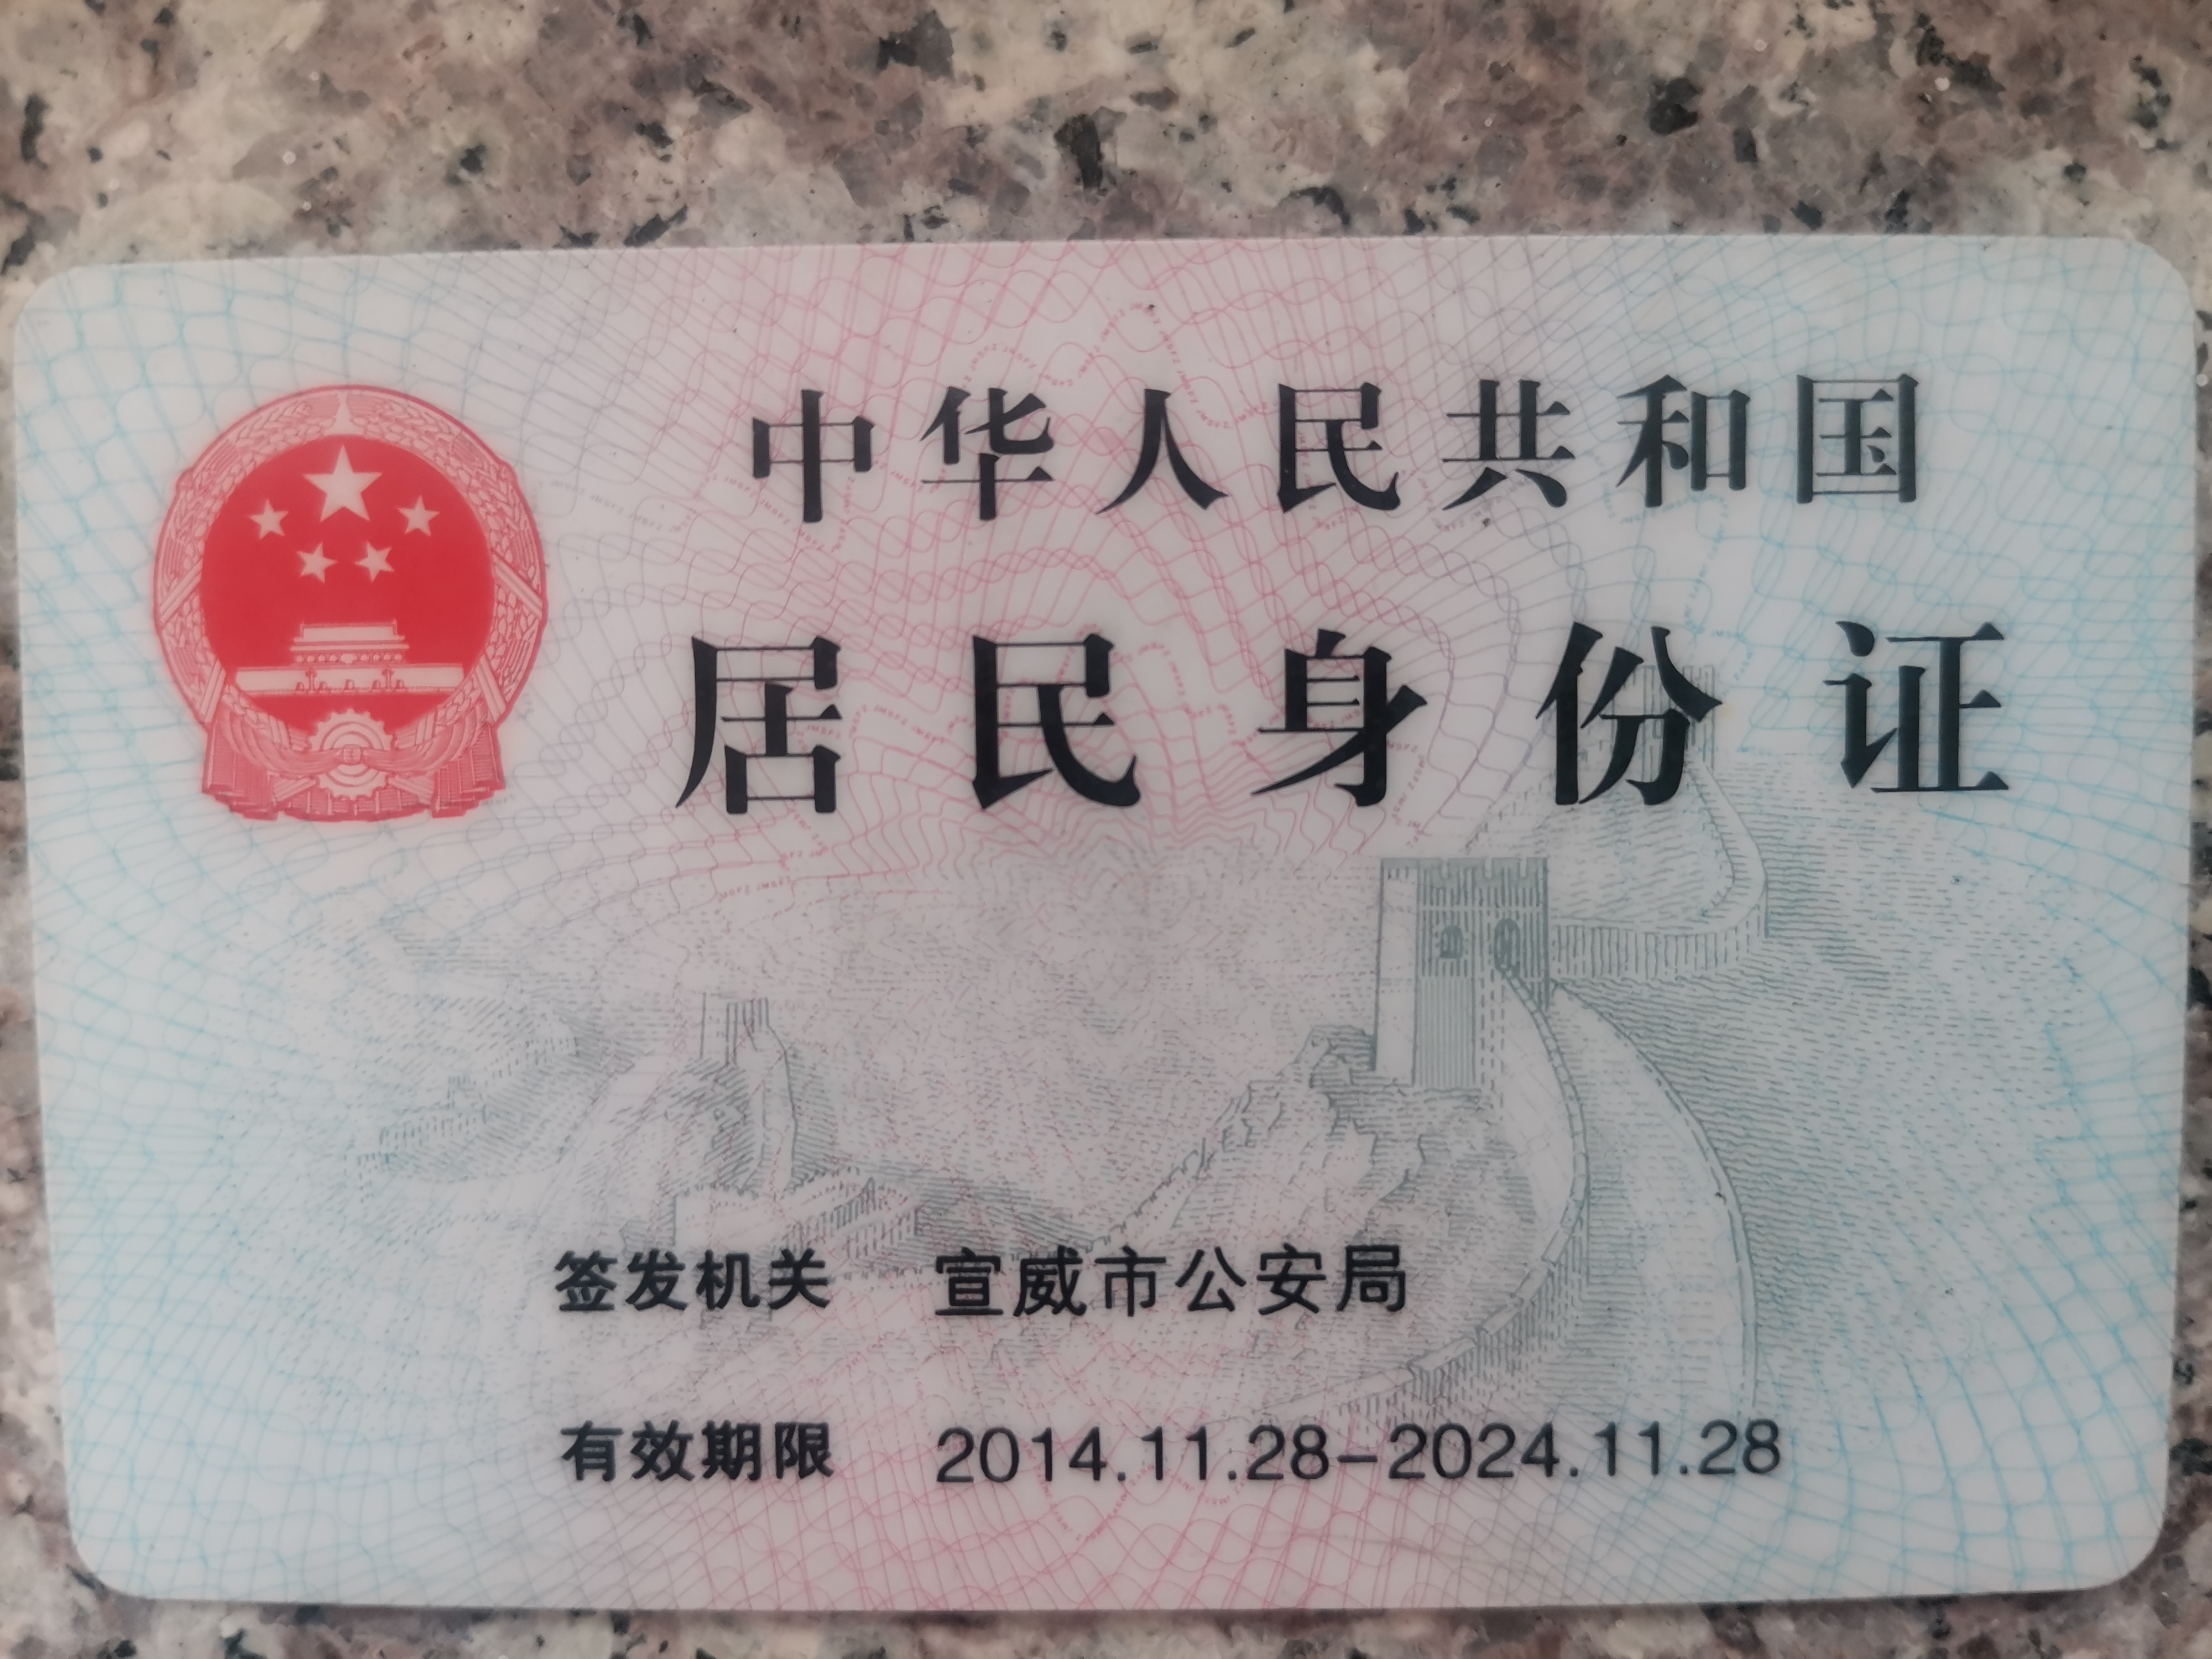 中华人民共和国
居民身份证
签发机关 宣威市公安局
有效期限 2014.11.28-2024.11.28